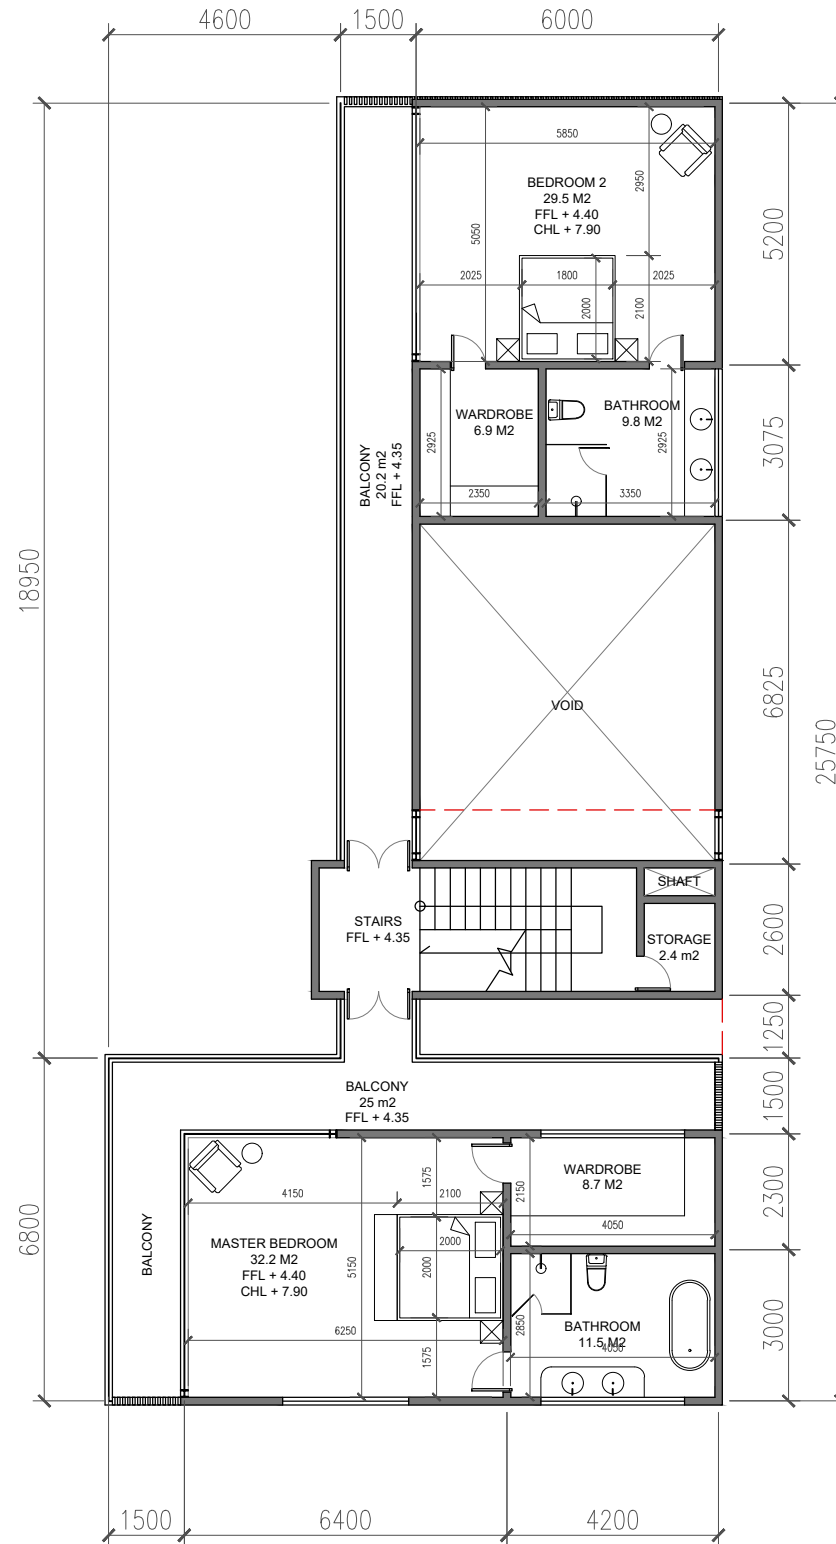 4600
1500
6000
5850
BEDROOM 2
29.5 M2
FFL + 4.40
CHL + 7.90
2950
5050
5200
2025
1800
2025
2000
2100
WARDROBE
6.9 M2
BATHROOM
9.8 M2
2925
2925
3075
2350
3350
BALCONY
20.2 m2
FFL + 4.35
18950
VOID
6825
25750
SHAFT
STAIRS
FFL + 4.35
STORAGE
2.4 m2
2600
1250
BALCONY
25 m2
FFL + 4.35
1500
1575
WARDROBE
8.7 M2
2150
2300
4150
2100
4050
6800
BALCONY
MASTER BEDROOM
32.2 M2
FFL + 4.40
CHL + 7.90
5150
2000
2000
6250
1575
2850
BATHROOM
11.5 M2
4050
3000
1500
6400
4200